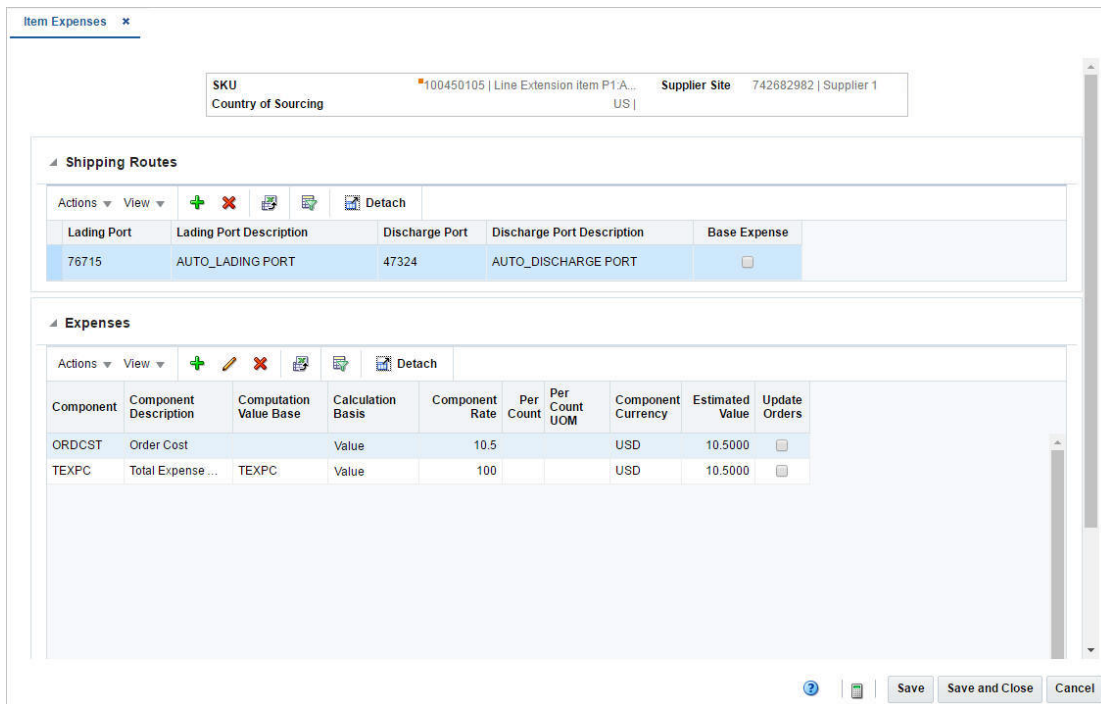 Item Expenses ×
SKU 100450105 | Line Extension item P1:A... Supplier Site 742682982 | Supplier 1
Country of Sourcing US |
Shipping Routes
Actions View Detach
Lading Port Lading Port Description Discharge Port Discharge Port Description Base Expense
76715 AUTO_LADING PORT 47324 AUTO_DISCHARGE PORT
Expenses
Actions View Detach
Component Component Description Computation Value Base Calculation Basis Component Rate Per Count Per Count UOM Component Currency Estimated Value Update Orders
ORDCST Order Cost Value 10.5 USD 10.5000
TEXPC Total Expense ... TEXPC Value 100 USD 10.5000
? Save Save and Close Cancel